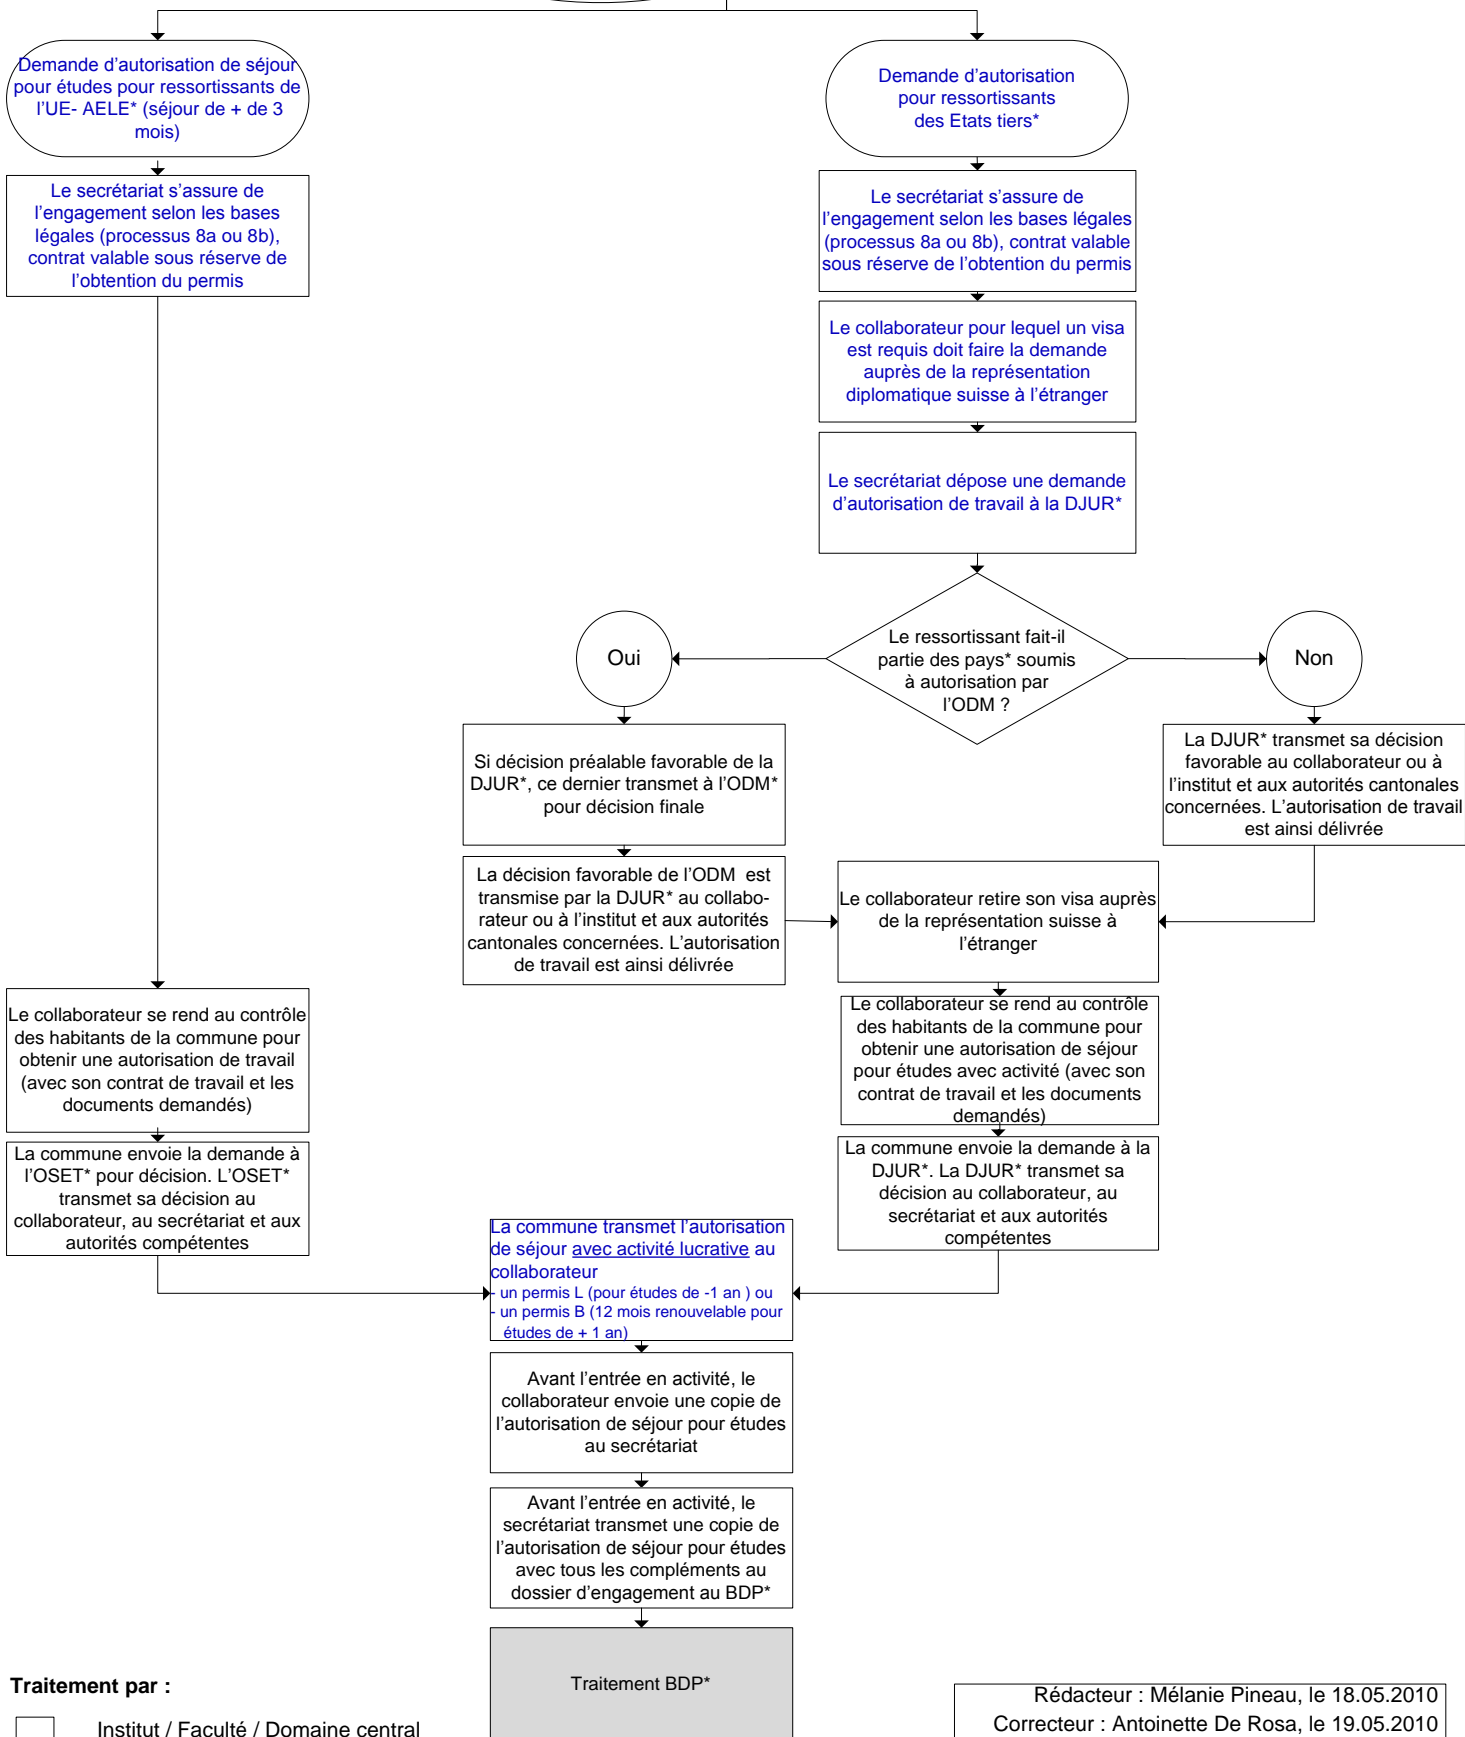 Demande d'autorisation de séjour
pour études pour ressortissants de
l'UE- AELE* (séjour de + de 3
mois)
Demande d'autorisation
pour ressortissants
des Etats tiers*
Le secrétariat s'assure de
l'engagement selon les bases
légales (processus 8a ou 8b),
contrat valable sous réserve de
l'obtention du permis
Le secrétariat s'assure de
l'engagement selon les bases légales
(processus 8a ou 8b), contrat valable
sous réserve de l'obtention du permis
Le collaborateur pour lequel un visa
est requis doit faire la demande
auprès de la représentation
diplomatique suisse à l'étranger
Le secrétariat dépose une demande
d'autorisation de travail à la DJUR*
Le ressortissant fait-il
partie des pays* soumis
à autorisation par
l'ODM ?
Oui
Non
Si décision préalable favorable de la
DJUR*, ce dernier transmet à l'ODM*
pour décision finale
La DJUR* transmet sa décision
favorable au collaborateur ou à
l'institut et aux autorités cantonales
concernées. L'autorisation de travail
est ainsi délivrée
La décision favorable de l'ODM  est
transmise par la DJUR* au collabo-
rateur ou à l'institut et aux autorités
cantonales concernées. L'autorisation
de travail est ainsi délivrée
Le collaborateur retire son visa auprès
de la représentation suisse à
l'étranger
Le collaborateur se rend au contrôle
des habitants de la commune pour
obtenir une autorisation de travail
(avec son contrat de travail et les
documents demandés)
Le collaborateur se rend au contrôle
des habitants de la commune pour
obtenir une autorisation de séjour
pour études avec activité (avec son
contrat de travail et les documents
demandés)
La commune envoie la demande à
l'OSET* pour décision. L'OSET*
transmet sa décision au
collaborateur, au secrétariat et aux
autorités compétentes
La commune envoie la demande à la
DJUR*. La DJUR* transmet sa
décision au collaborateur, au
secrétariat et aux autorités
compétentes
La commune transmet l'autorisation
de séjour avec activité lucrative au
collaborateur
- un permis L (pour études de -1 an ) ou
- un permis B (12 mois renouvelable pour
études de + 1 an)
Avant l'entrée en activité, le
collaborateur envoie une copie de
l'autorisation de séjour pour études
au secrétariat
Avant l'entrée en activité, le
secrétariat transmet une copie de
l'autorisation de séjour pour études
avec tous les compléments au
dossier d'engagement au BDP*
Traitement BDP*
Traitement par :
Institut / Faculté / Domaine central
Rédacteur : Mélanie Pineau, le 18.05.2010
Correcteur : Antoinette De Rosa, le 19.05.2010